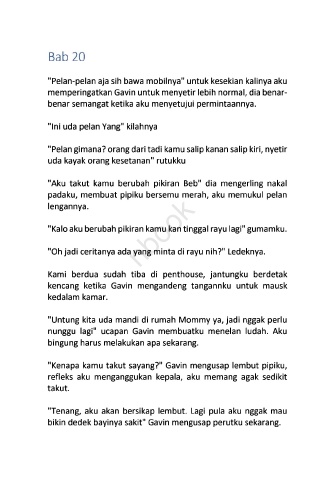 Bab 20
"Pelan-pelan aja sih bawa mobilnya" untuk kesekian kalinya aku
memperingatkan Gavin untuk menyetir lebih normal, dia benar-
benar semangat ketika aku menyetujui permintaannya.
"Ini uda pelan Yang" kilahnya
"Pelan gimana? orang dari tadi kamu salip kanan salip kiri, nyetir
uda kayak orang kesetanan" rutukku
"Aku takut kamu berubah pikiran Beb" dia mengerling nakal
padaku, membuat pipiku bersemu merah, aku memukul pelan
lengannya.
"Kalo aku berubah pikiran kamu kan tinggal rayu lagi" gumamku.
"Oh jadi ceritanya ada yang minta di rayu nih?" Ledeknya.
Kami berdua sudah tiba di penthouse, jantungku berdetak
kencang ketika Gavin mengandeng tangannku untuk mausk
kedalam kamar.
"Untung kita uda mandi di rumah Mommy ya, jadi nggak perlu
nunggu lagi" ucapan Gavin membuatku menelan ludah. Aku
bingung harus melakukan apa sekarang.
"Kenapa kamu takut sayang?" Gavin mengusap lembut pipiku,
refleks aku menganggukan kepala, aku memang agak sedikit
takut.
"Tenang, aku akan bersikap lembut. Lagi pula aku nggak mau
bikin dedek bayinya sakit" Gavin mengusap perutku sekarang.